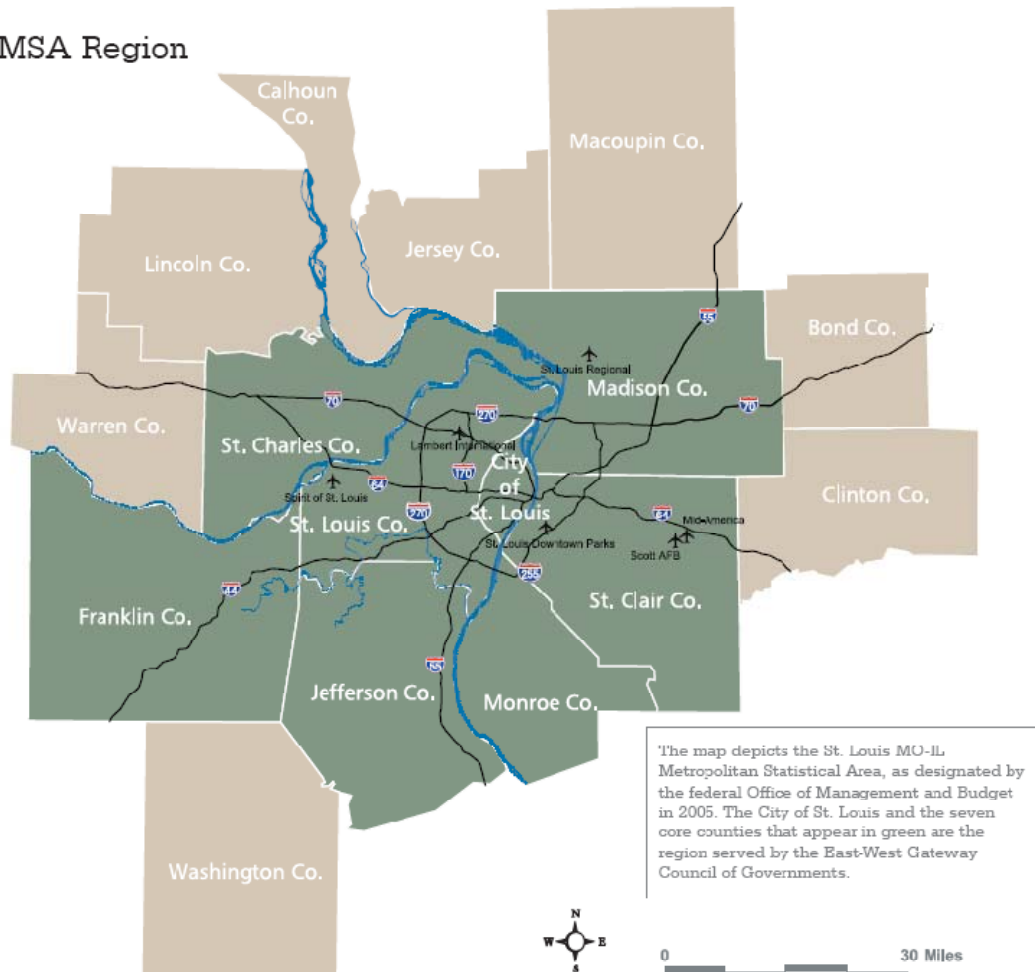 MSA Region
Calhoun
Co.
Macoupin Co.
Jersey Co.
Lincoln Co.
55
Bond Co.
St. Louis Regional
Madison Co.
70
270
70
Warren Co.
St. Charles Co.
Lambert International
City
of
St. Louis
170
64
Spirit of St. Louis
Clinton Co.
St. Louis Co.
270
64
Mid-America
St. Louis Downtown Parks
Scott AFB
255
44
St. Clair Co.
Franklin Co.
55
Jefferson Co.
Monroe Co.
The map depicts the St. Louis MO-IL
Metropolitan Statistical Area, as designated by
the federal Office of Management and Budget
in 2005. The City of St. Louis and the seven
core counties that appear in green are the
region served by the East-West Gateway
Council of Governments.
Washington Co.
N
W E
S
0 30 Miles